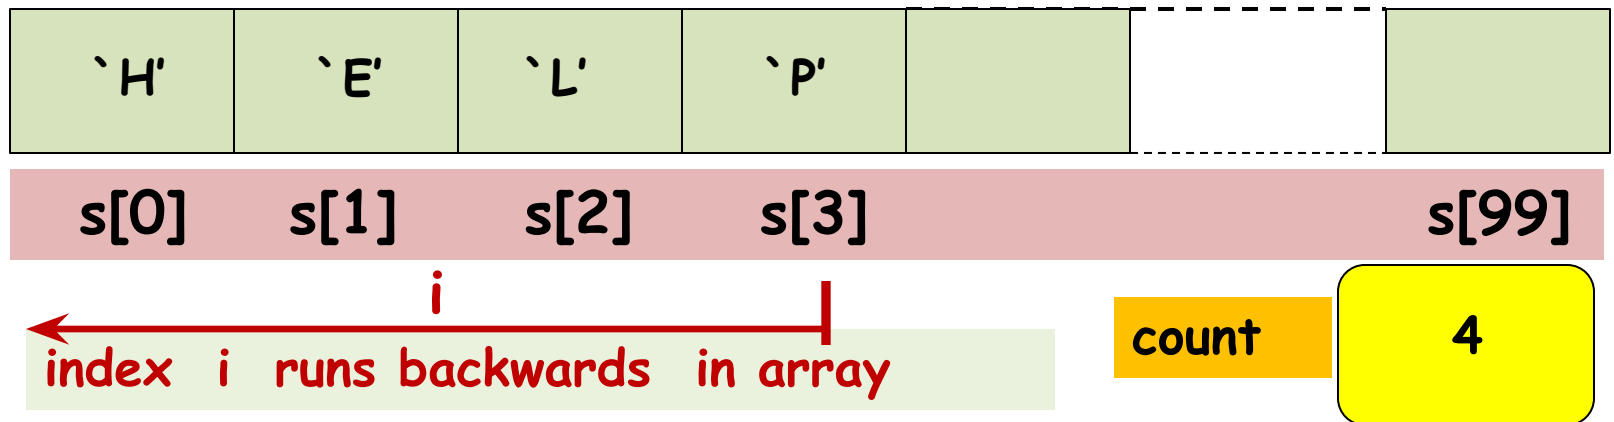 `H' `E' `L' `P'
s[0] s[1] s[2] s[3] s[99]
i
count 4
index i runs backwards in array